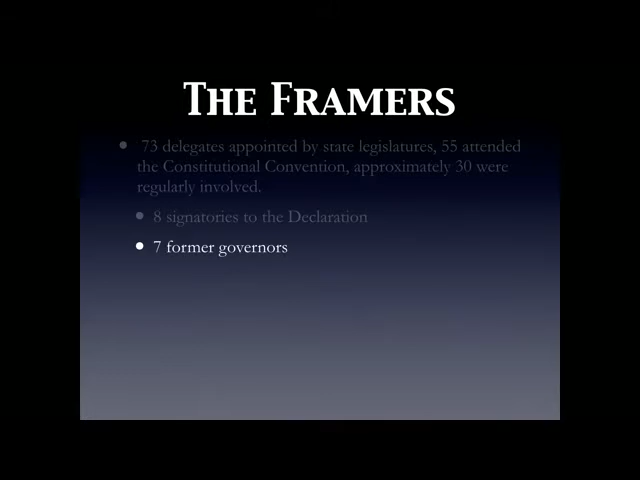 THE FRAMERS
• 73 delegates appointed by state legislatures, 55 attended
the Constitutional Convention, approximately 30 were
regularly involved.
• 8 signatories to the Declaration
• 7 former governors